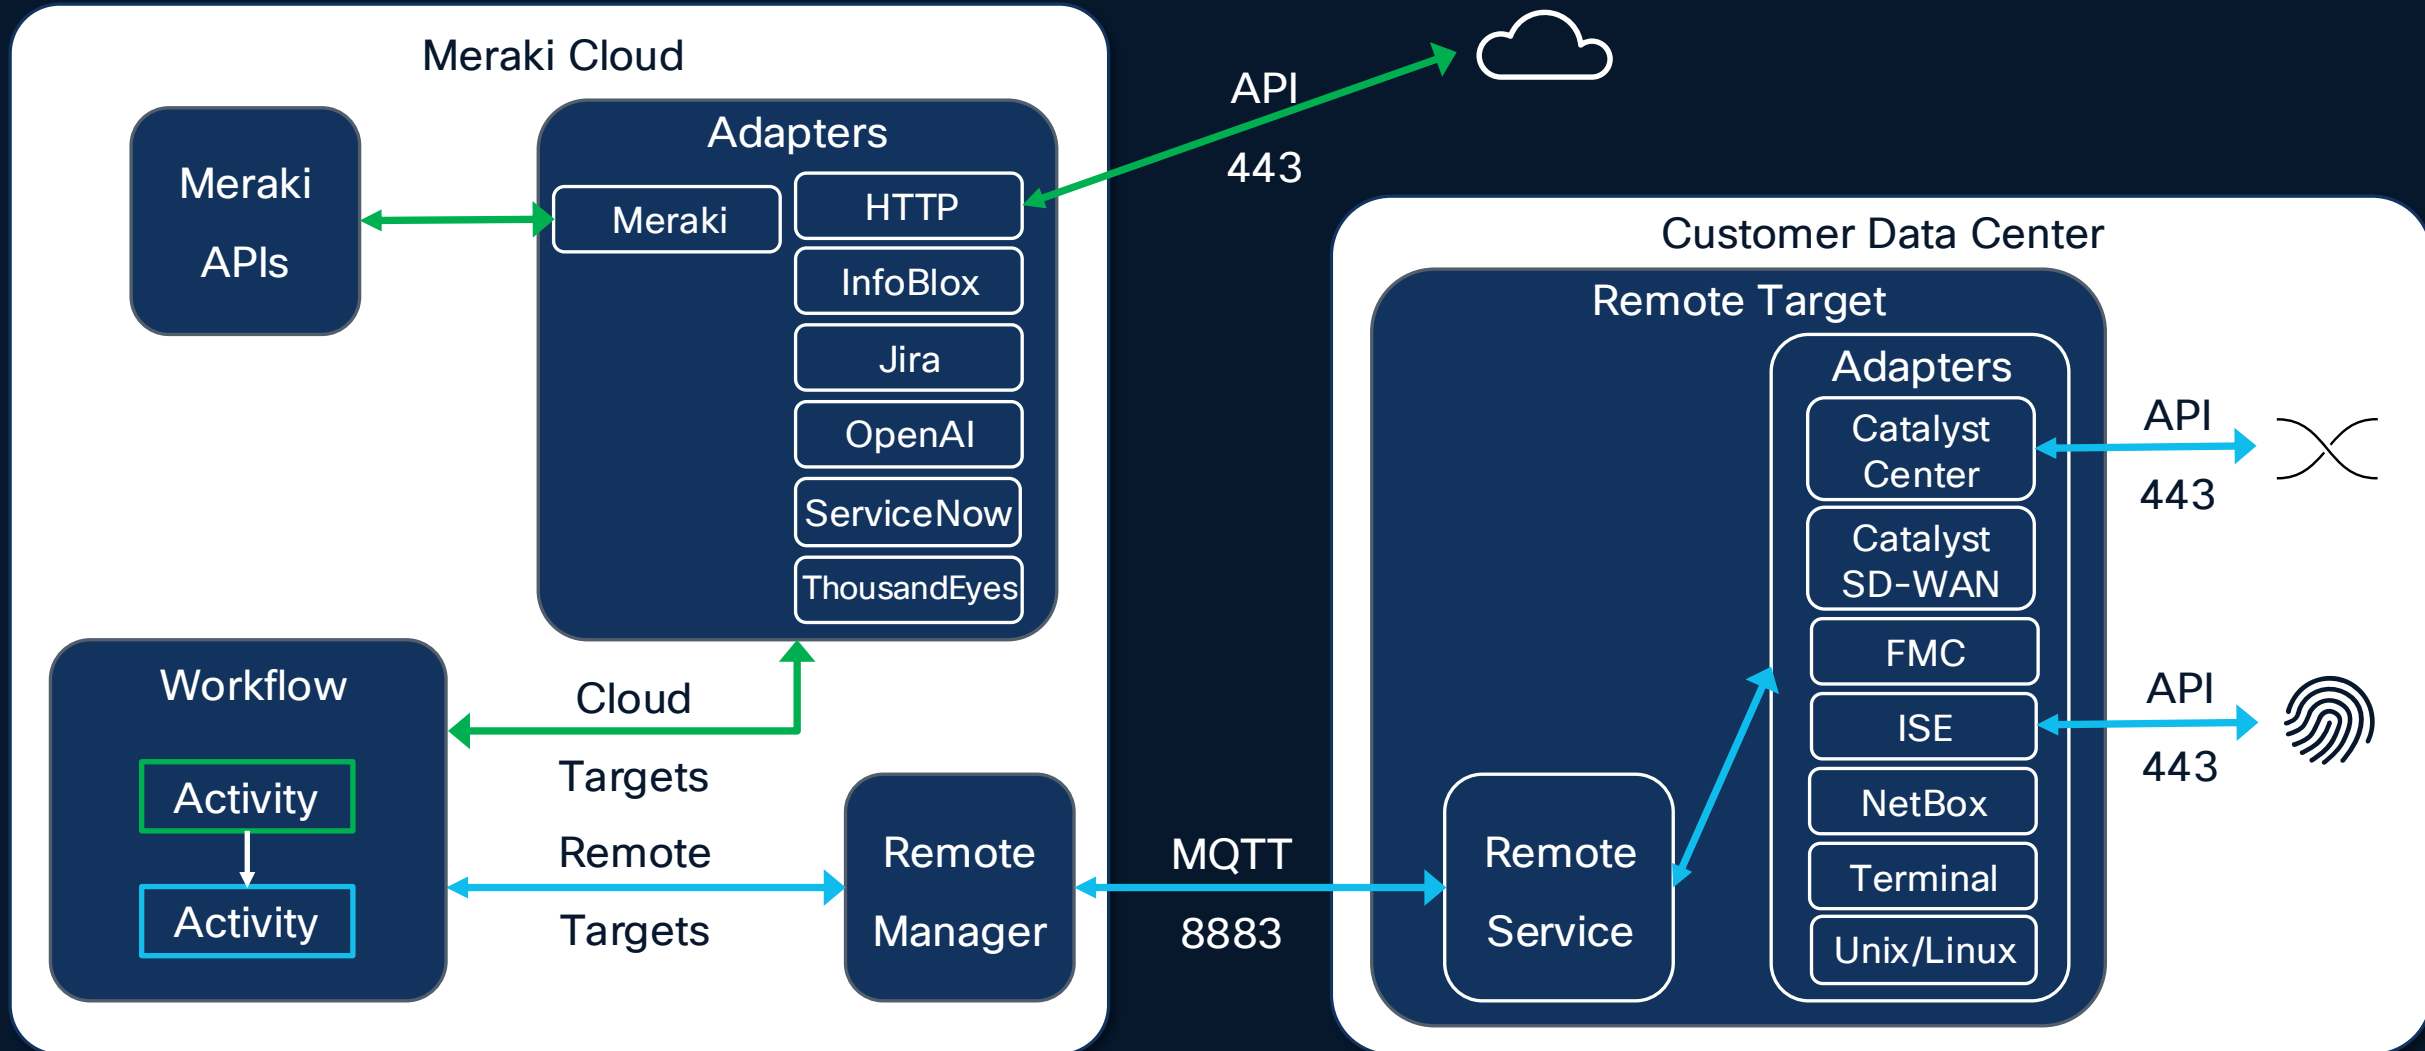 Meraki Cloud
Meraki
APIs
Adapters
Meraki
HTTP
InfoBlox
Jira
OpenAI
ServiceNow
ThousandEyes
API
443
Workflow
Activity
Activity
Cloud
Targets
Remote
Targets
Remote
Manager
MQTT
8883
Customer Data Center
Remote Target
Remote
Service
Adapters
Catalyst
Center
Catalyst
SD-WAN
FMC
ISE
NetBox
Terminal
Unix/Linux
API
443
API
443